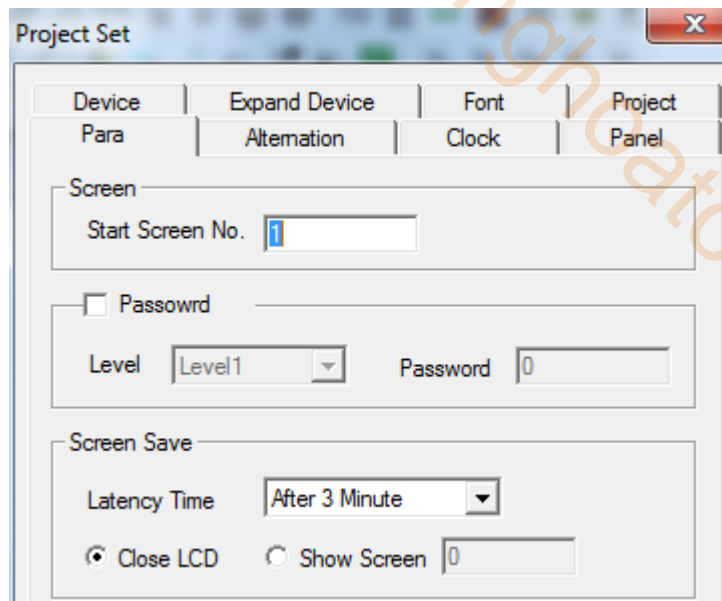 Project Set
Device Expand Device Font Project
Para Alternation Clock Panel
Screen
Start Screen No. 1
Passowrd
Level Level1 Password 0
Screen Save
Latency Time After 3 Minute
Close LCD Show Screen 0